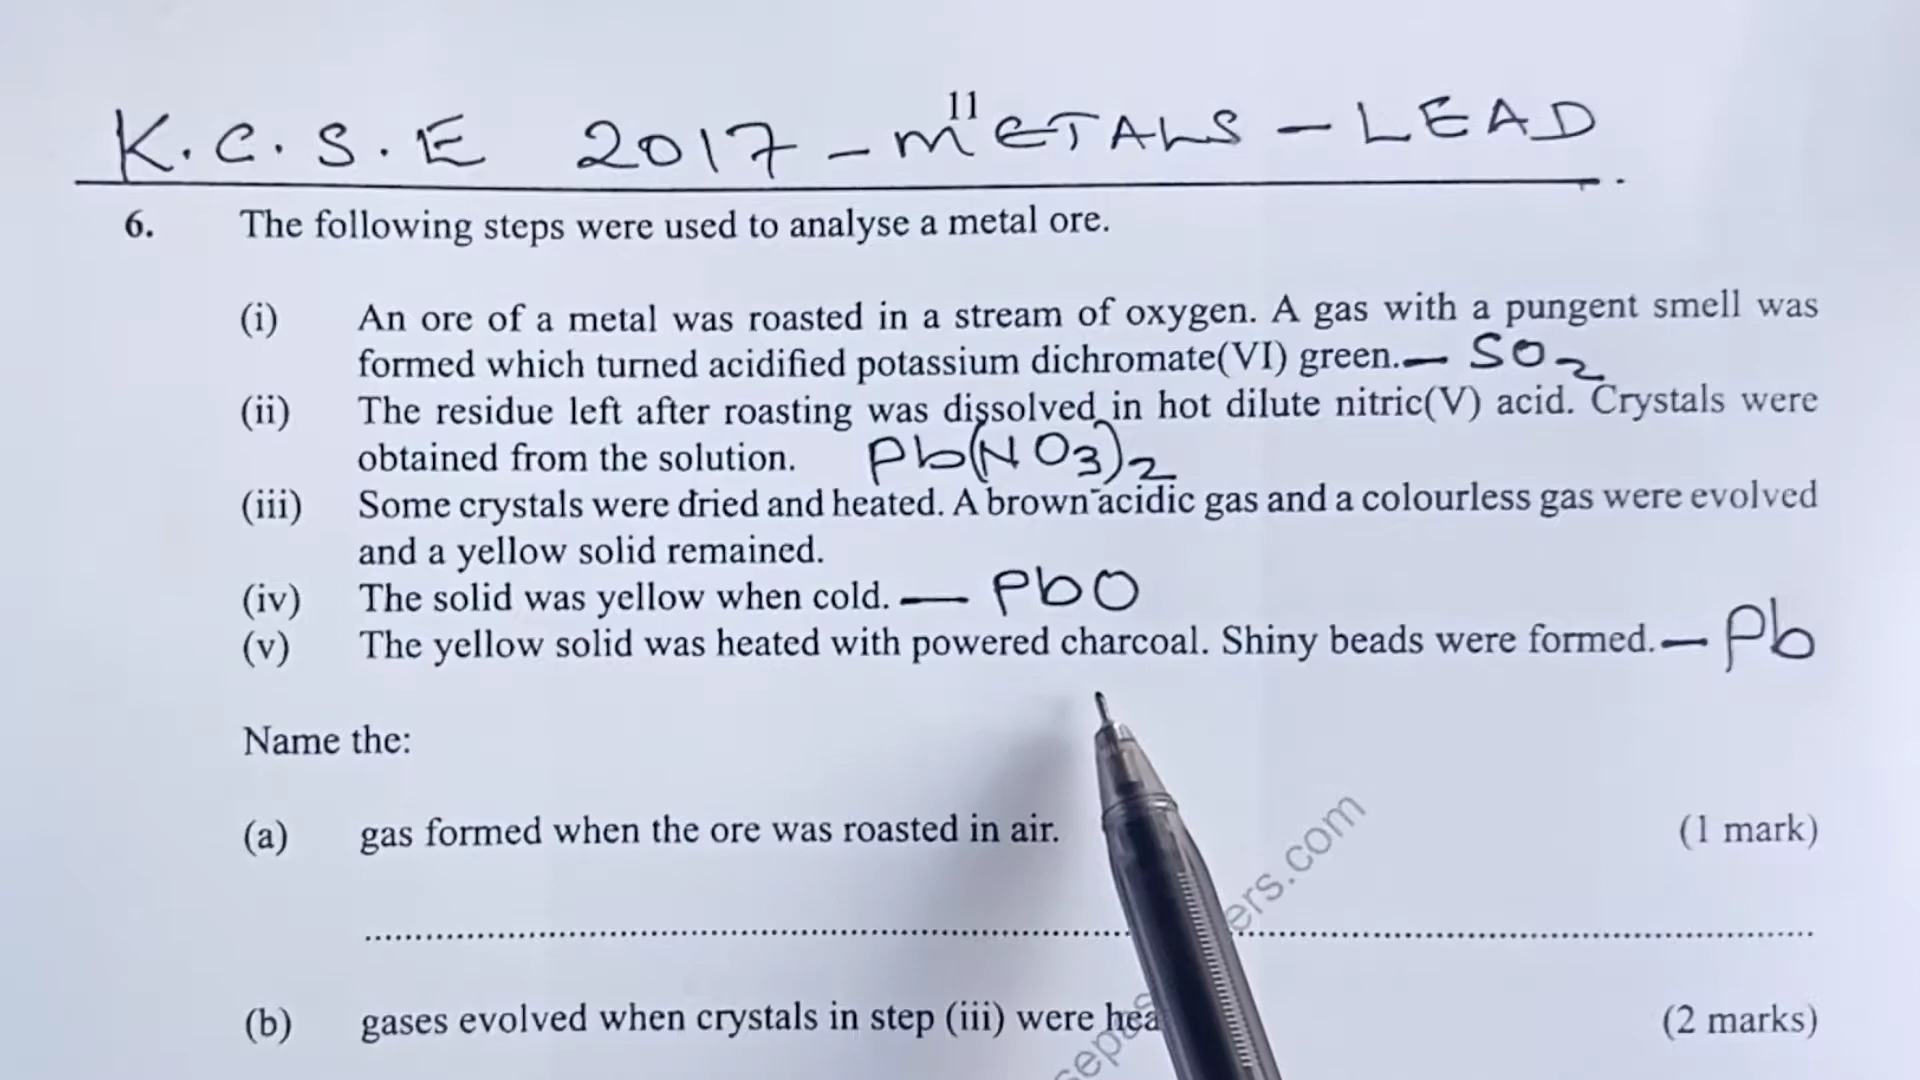 11
K.C.S.E 2017 - METALS - LEAD.
6. The following steps were used to analyse a metal ore.
(i) An ore of a metal was roasted in a stream of oxygen. A gas with a pungent smell was
formed which turned acidified potassium dichromate(VI) green. - SO2
(ii) The residue left after roasting was dissolved in hot dilute nitric(V) acid. Crystals were
obtained from the solution. Pb(NO3)2
(iii) Some crystals were dried and heated. A brown acidic gas and a colourless gas were evolved
and a yellow solid remained.
(iv) The solid was yellow when cold. - PbO
(v) The yellow solid was heated with powered charcoal. Shiny beads were formed. - Pb
Name the:
(a) gas formed when the ore was roasted in air. (1 mark)
(b) gases evolved when crystals in step (iii) were (2 marks)